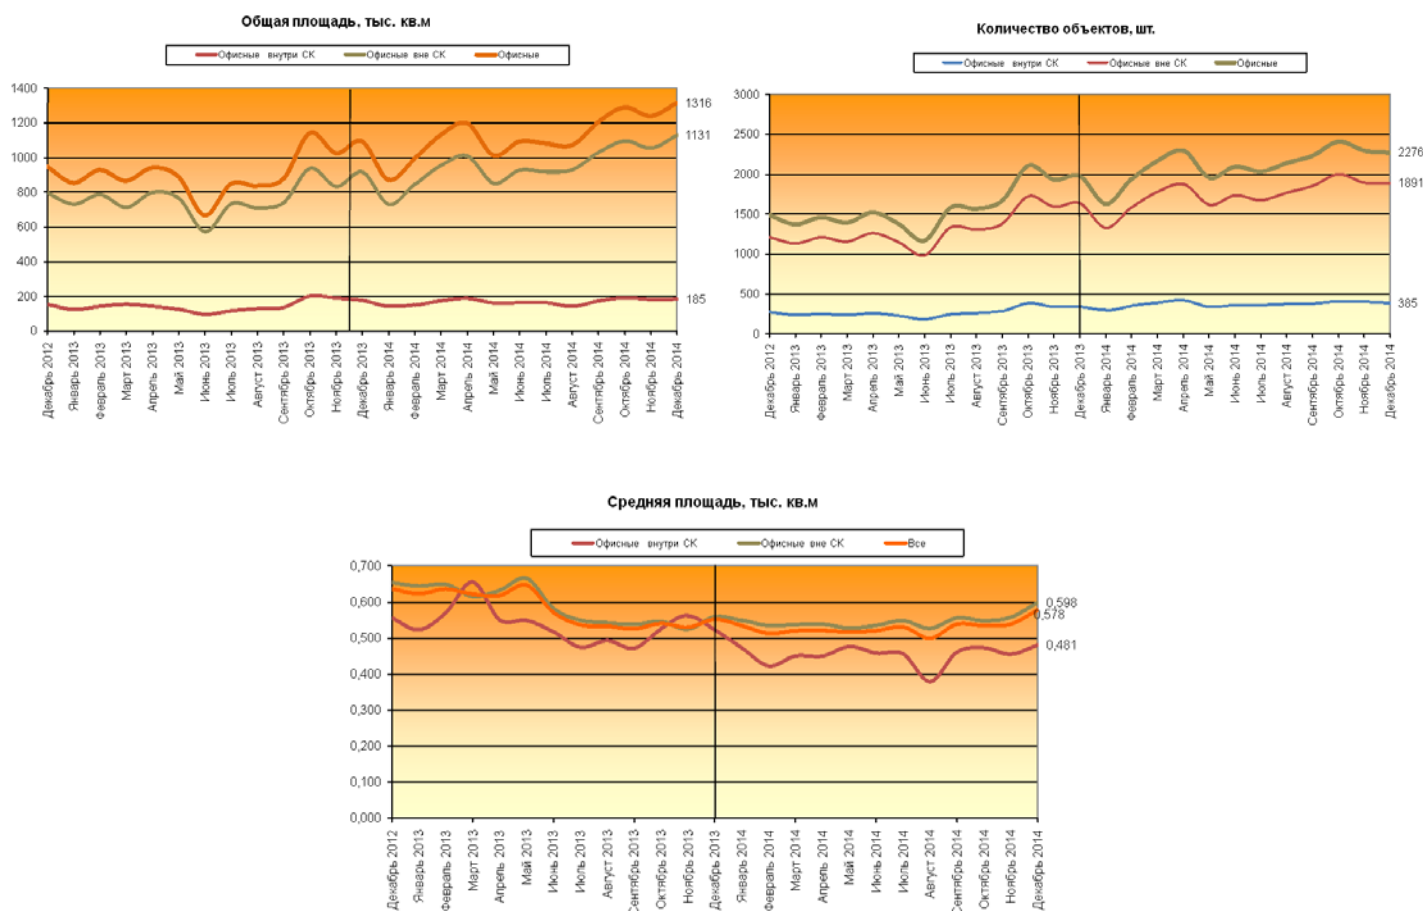 Общая площадь, тыс. кв.м
Офисные внутри СК Офисные вне СК Офисные
1400
1200
1000
800
600
400
200
0
1316
1131
185
Декабрь 2012
Январь 2013
Февраль 2013
Март 2013
Апрель 2013
Май 2013
Июнь 2013
Июль 2013
Август 2013
Сентябрь 2013
Октябрь 2013
Ноябрь 2013
Декабрь 2013
Январь 2014
Февраль 2014
Март 2014
Апрель 2014
Май 2014
Июнь 2014
Июль 2014
Август 2014
Сентябрь 2014
Октябрь 2014
Ноябрь 2014
Декабрь 2014
Количество объектов, шт.
Офисные внутри СК Офисные вне СК Офисные
3000
2500
2000
1500
1000
500
0
2276
1891
385
Декабрь 2012
Январь 2013
Февраль 2013
Март 2013
Апрель 2013
Май 2013
Июнь 2013
Июль 2013
Август 2013
Сентябрь 2013
Октябрь 2013
Ноябрь 2013
Декабрь 2013
Январь 2014
Февраль 2014
Март 2014
Апрель 2014
Май 2014
Июнь 2014
Июль 2014
Август 2014
Сентябрь 2014
Октябрь 2014
Ноябрь 2014
Декабрь 2014
Средняя площадь, тыс. кв.м
Офисные внутри СК Офисные вне СК Все
0,700
0,600
0,500
0,400
0,300
0,200
0,100
0,000
0,598
0,578
0,481
Декабрь 2012
Январь 2013
Февраль 2013
Март 2013
Апрель 2013
Май 2013
Июнь 2013
Июль 2013
Август 2013
Сентябрь 2013
Октябрь 2013
Ноябрь 2013
Декабрь 2013
Январь 2014
Февраль 2014
Март 2014
Апрель 2014
Май 2014
Июнь 2014
Июль 2014
Август 2014
Сентябрь 2014
Октябрь 2014
Ноябрь 2014
Декабрь 2014